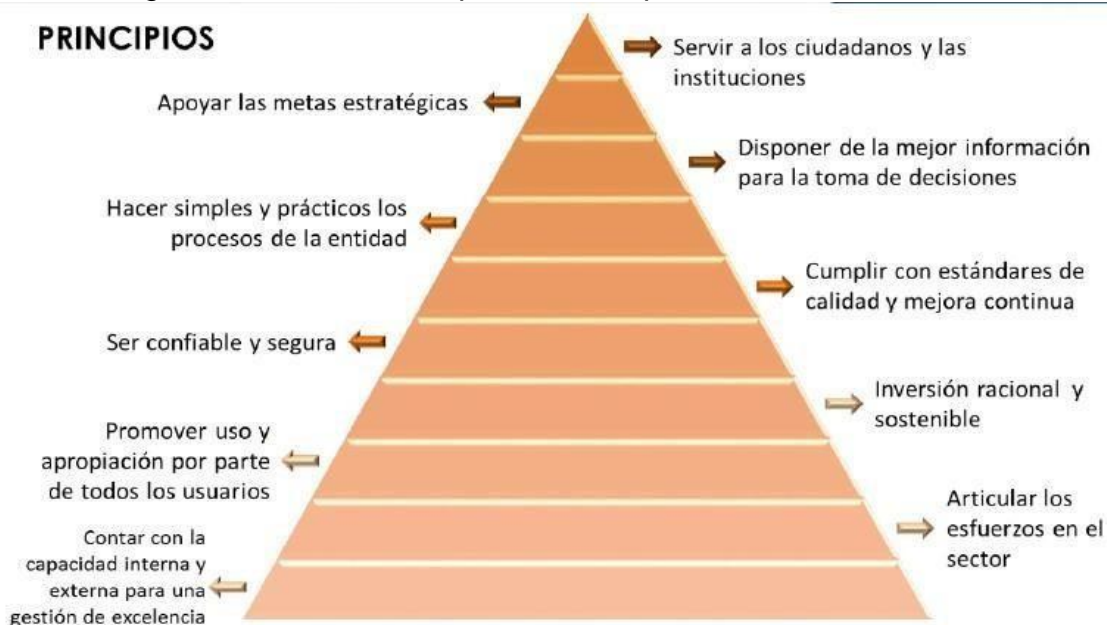 PRINCIPIOS
Servir a los ciudadanos y las
instituciones
Apoyar las metas estratégicas
Disponer de la mejor información
para la toma de decisiones
Hacer simples y prácticos los
procesos de la entidad
Cumplir con estándares de
calidad y mejora continua
Ser confiable y segura
Inversión racional y
sostenible
Promover uso y
apropiación por parte
de todos los usuarios
Articular los
esfuerzos en el
sector
Contar con la
capacidad interna y
externa para una
gestión de excelencia